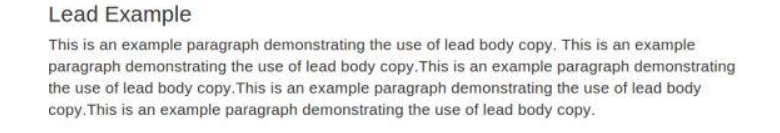 Lead Example
This is an example paragraph demonstrating the use of lead body copy. This is an example
paragraph demonstrating the use of lead body copy.This is an example paragraph demonstrating
the use of lead body copy.This is an example paragraph demonstrating the use of lead body
copy.This is an example paragraph demonstrating the use of lead body copy.